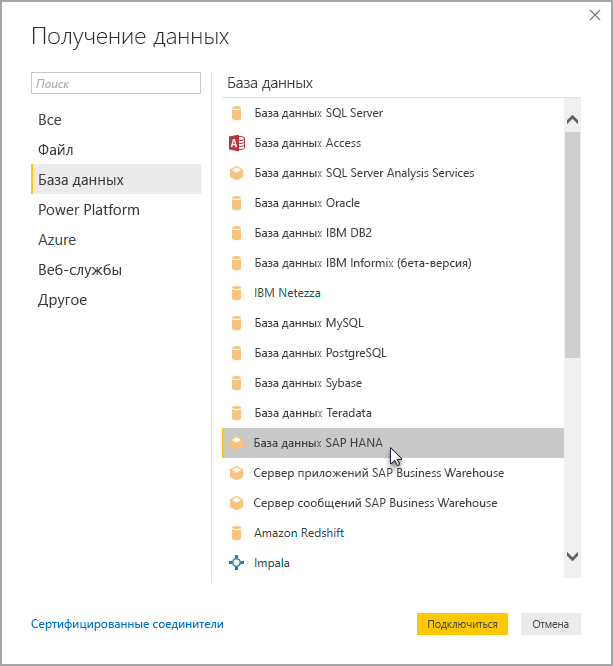 Получение данных
Поиск
Все
Файл
База данных
Power Platform
Azure
Веб-службы
Другое
База данных
База данных SQL Server
A
База данных Access
База данных SQL Server Analysis Services
База данных Oracle
База данных IBM DB2
База данных IBM Informix (бета-версия)
IBM Netezza
База данных MySQL
База данных PostgreSQL
База данных Sybase
База данных Teradata
База данных SAP HANA
Сервер приложений SAP Business Warehouse
Сервер сообщений SAP Business Warehouse
Amazon Redshift
Impala
Сертифицированные соединители
Подключиться
Отмена